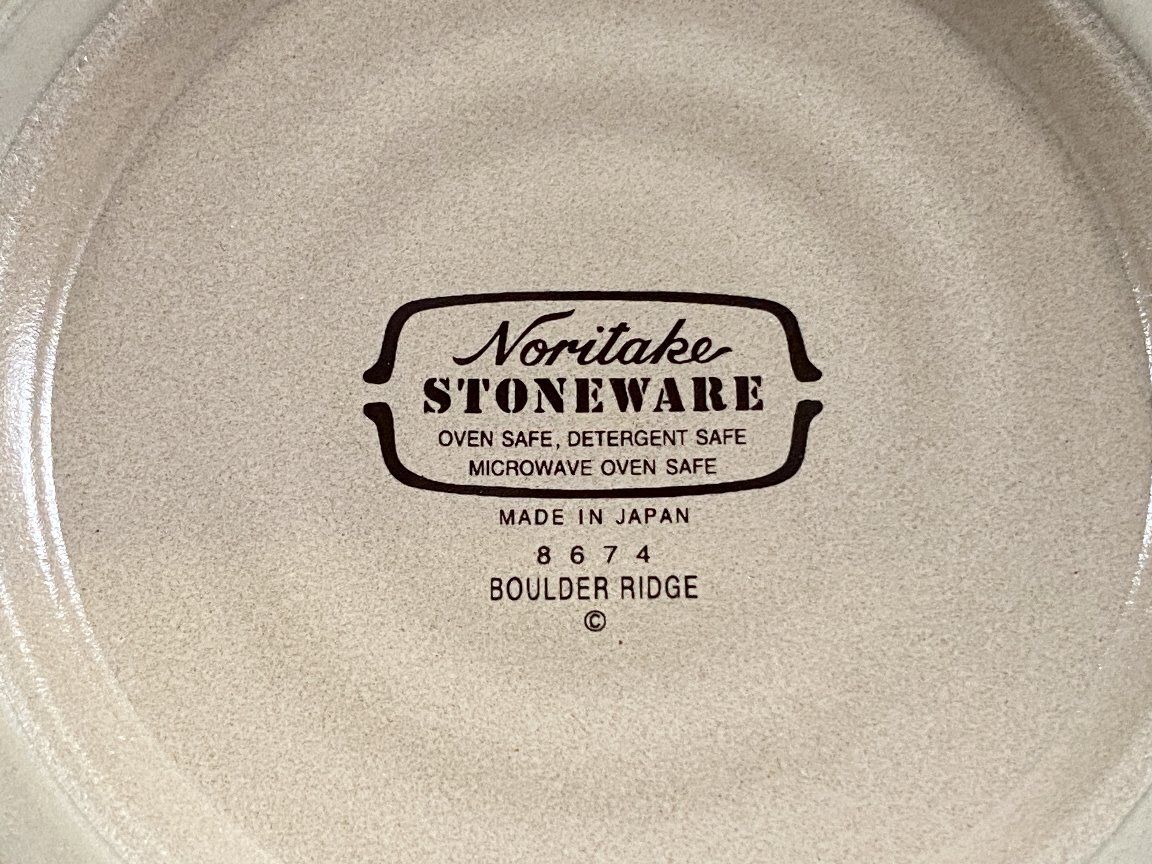 Noritake
STONEWARE
OVEN SAFE, DETERGENT SAFE
MICROWAVE OVEN SAFE
MADE IN JAPAN
8674
BOULDER RIDGE
©